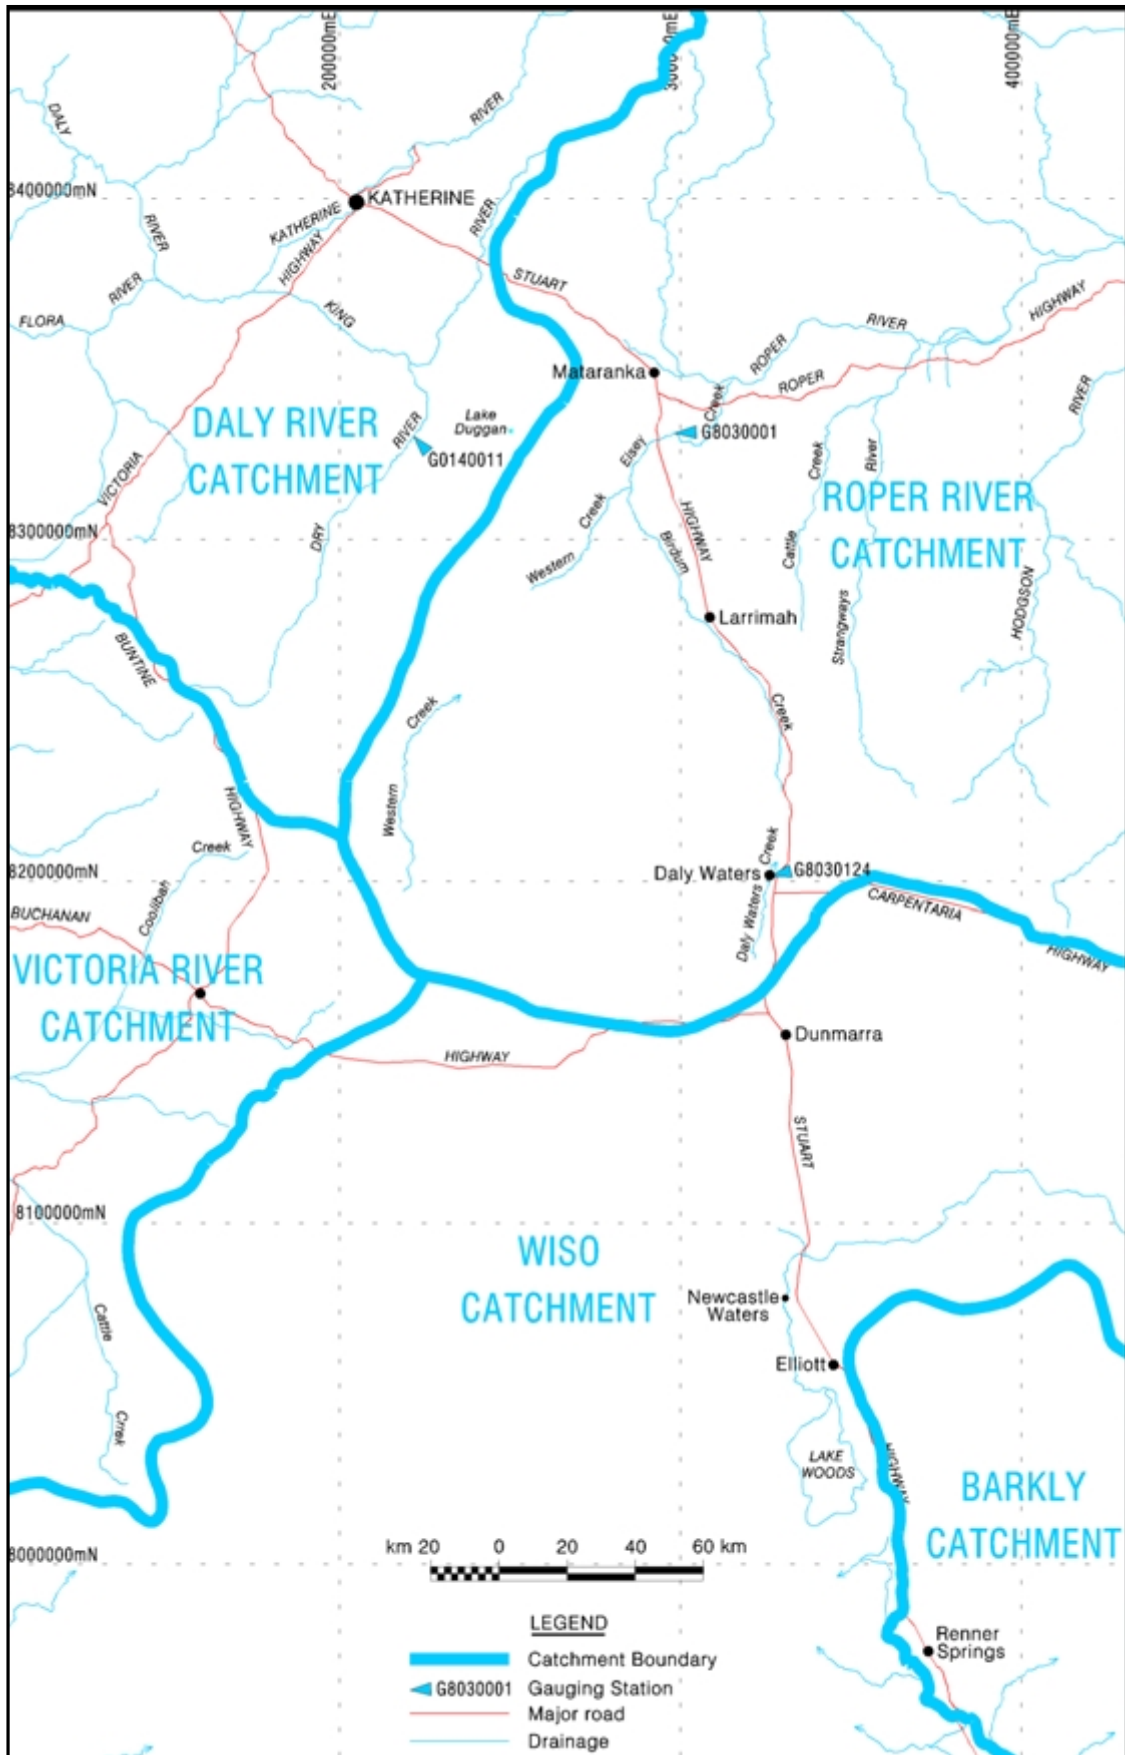 200000mE
300000mE
400000mE
DALY
RIVER
8400000mN
KATHERINE
RIVER
KATHERINE
HIGHWAY
RIVER
STUART
RIVER
FLORA
KING
RIVER
HIGHWAY
ROPER
Mataranka
ROPER
Creek
RIVER
DALY RIVER
CATCHMENT
Lake
Duggan
RIVER
G0140011
G8030001
Elsey
Creek
River
ROPER RIVER
CATCHMENT
VICTORIA
8300000mN
DRY
Western
Creek
Birdum
HIGHWAY
Cattle
HODGSON
Strangways
Larrimah
BUNTINE
Creek
Creek
Western
HIGHWAY
Creek
Coolibah
8200000mN
Daly Waters
Creek
G8030124
Daly Waters
CARPENTARIA
HIGHWAY
BUCHANAN
VICTORIA RIVER
CATCHMENT
HIGHWAY
Dunmarra
STUART
8100000mN
WISO
CATCHMENT
Newcastle
Waters
Cattle
Elliott
Crrek
LAKE
WOODS
HIGHWAY
BARKLY
CATCHMENT
8000000mN
km 20 0 20 40 60 km
LEGEND
Catchment Boundary
G8030001 Gauging Station
Major road
Drainage
Renner
Springs